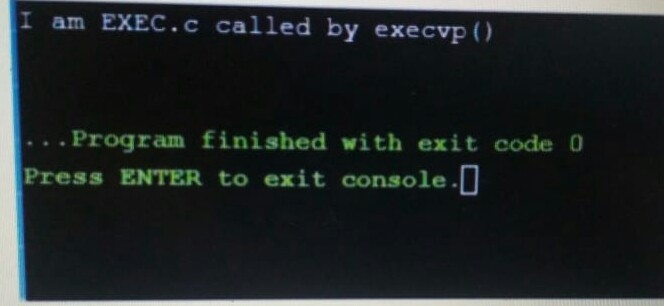 I am EXEC.c called by execvp()
...Program finished with exit code 0
Press ENTER to exit console.